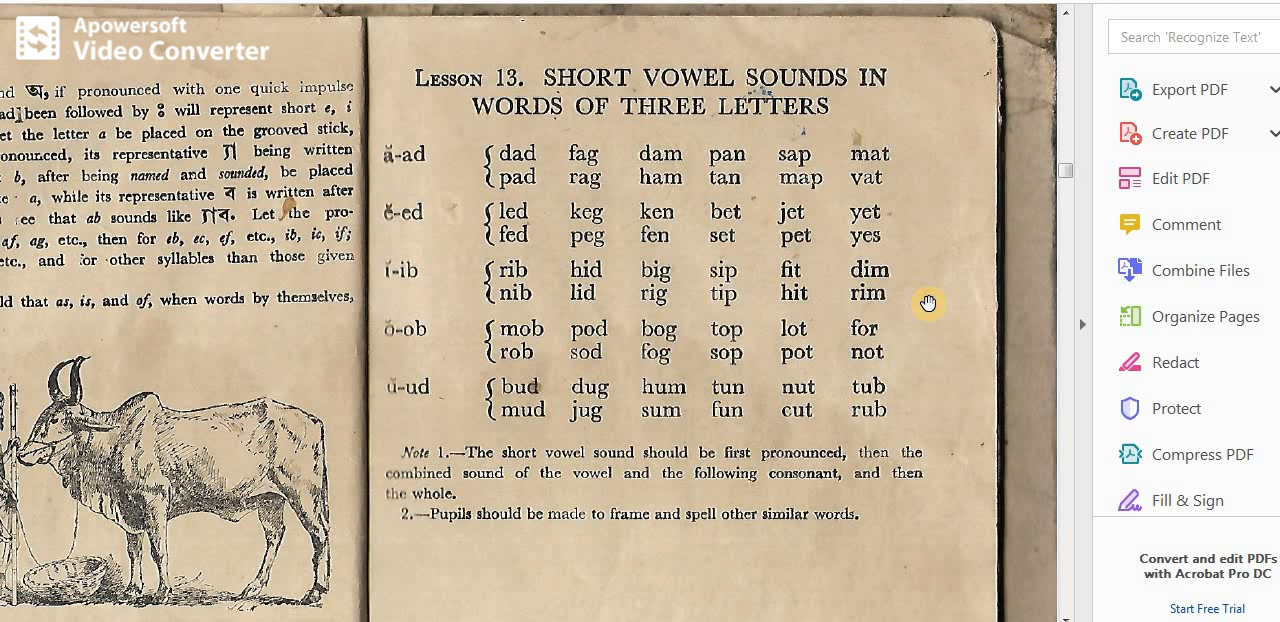 Apowersoft
Video Converter
nd আ, if pronounced with one quick impulse
ad been followed by ঃ will represent short e, i
et the letter a be placed on the grooved stick,
onounced, its representative া being written
b, after being named and sounded, be placed
a, while its representative ব is written after
ee that ab sounds like াব. Let the pro-
af, ag, etc., then for eb, ec, ef, etc., ib, ic, if;
etc., and for other syllables than those given
ld that as, is, and of, when words by themselves,
LESSON 13. SHORT VOWEL SOUNDS IN
WORDS OF THREE LETTERS
ă-ad dad fag dam pan sap mat
pad rag ham tan map vat
ĕ-ed led keg ken bet jet yet
fed peg fen set pet yes
ĭ-ib rib hid big sip fit dim
nib lid rig tip hit rim
ŏ-ob mob pod bog top lot for
rob sod fog sop pot not
ŭ-ud bud dug hum tun nut tub
mud jug sum fun cut rub
Note 1.—The short vowel sound should be first pronounced, then the
combined sound of the vowel and the following consonant, and then
the whole.
2.—Pupils should be made to frame and spell other similar words.
Search 'Recognize Text'
Export PDF
Create PDF
Edit PDF
Comment
Combine Files
Organize Pages
Redact
Protect
Compress PDF
Fill & Sign
Convert and edit PDFs
with Acrobat Pro DC
Start Free Trial